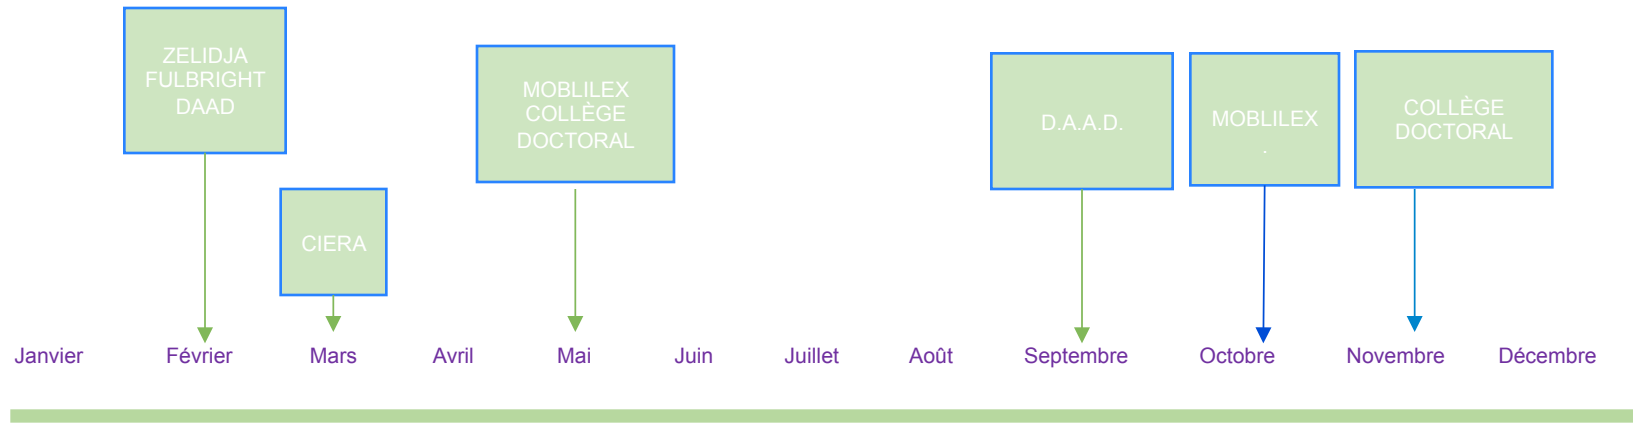 ZELIDJA
FULBRIGHT
DAAD
CIERA
MOBLILEX
COLLÈGE
DOCTORAL
D.A.A.D.
MOBLILEX
.
COLLÈGE
DOCTORAL
Janvier Février Mars Avril Mai Juin Juillet Août Septembre Octobre Novembre Décembre